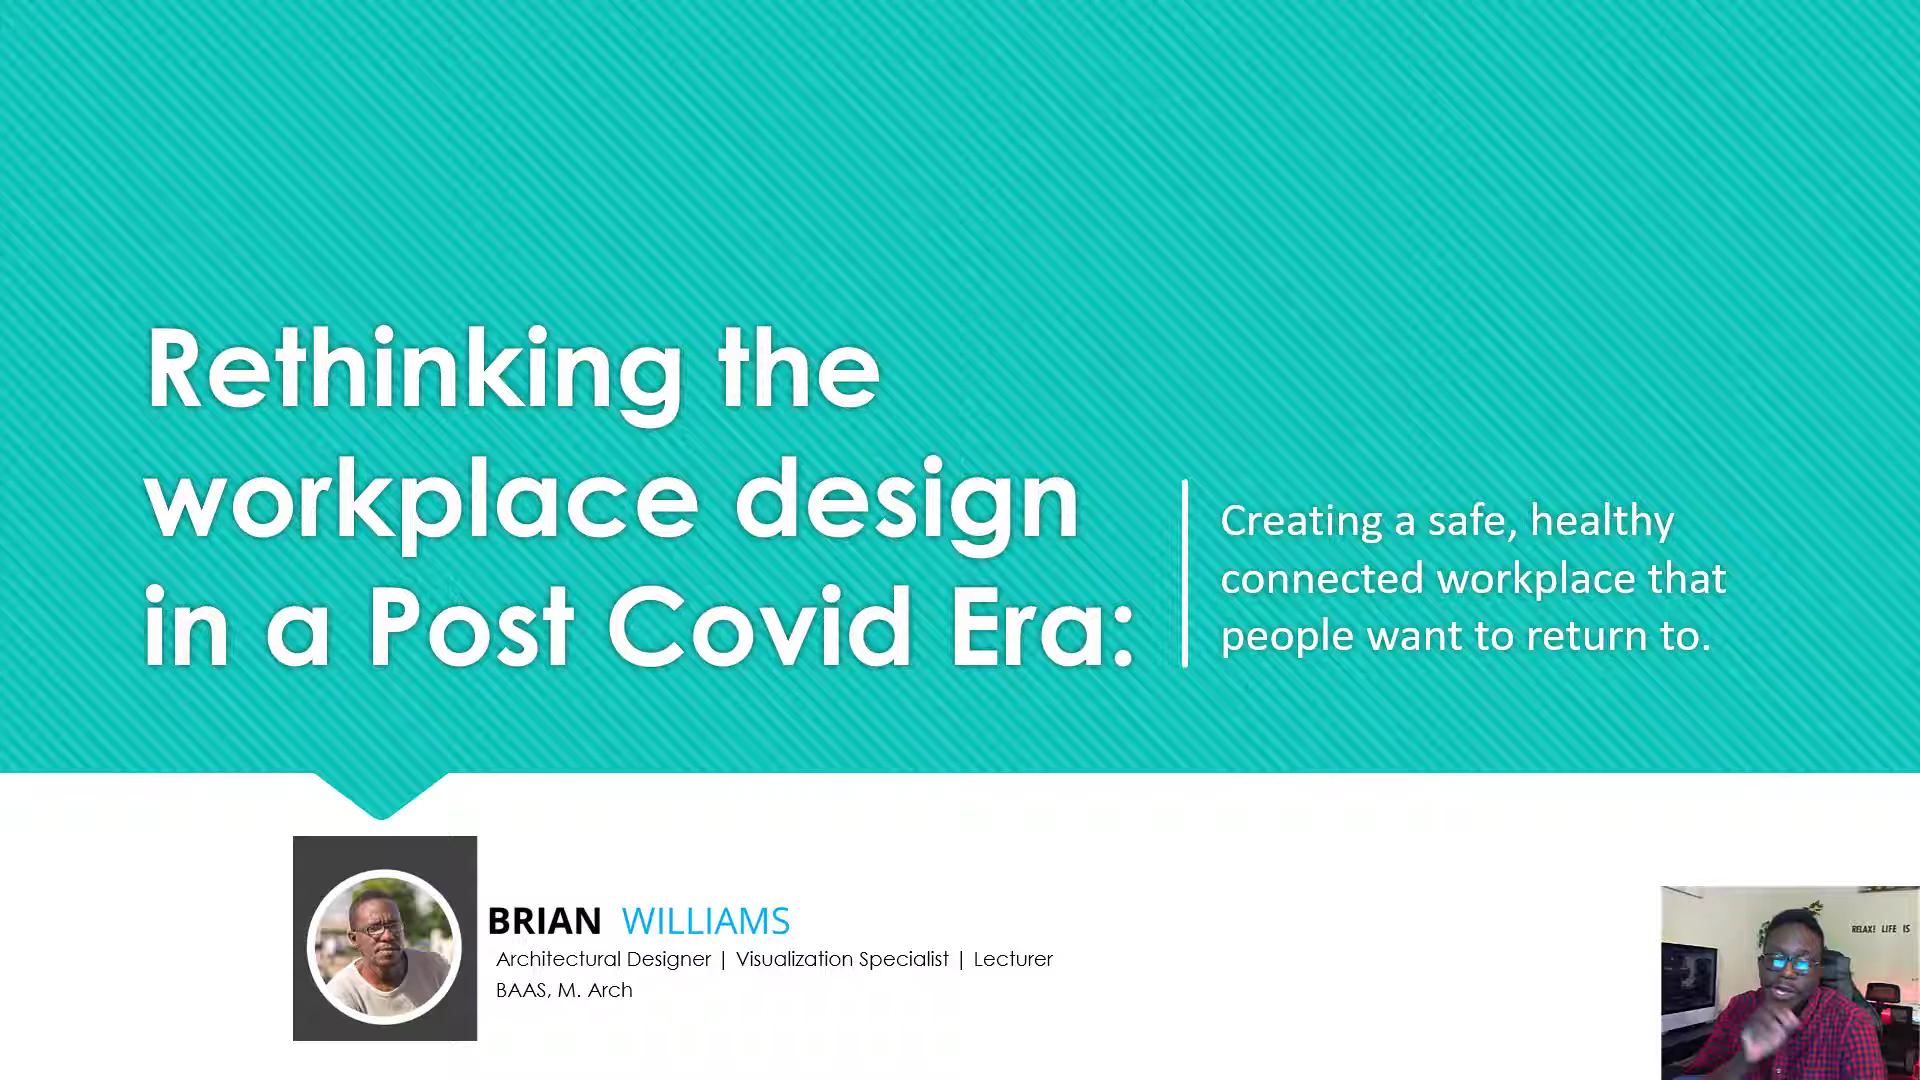 Rethinking the
workplace design
in a Post Covid Era:
Creating a safe, healthy
connected workplace that
people want to return to.
BRIAN WILLIAMS
Architectural Designer | Visualization Specialist | Lecturer
BAAS, M. Arch
RELAX! LIFE IS